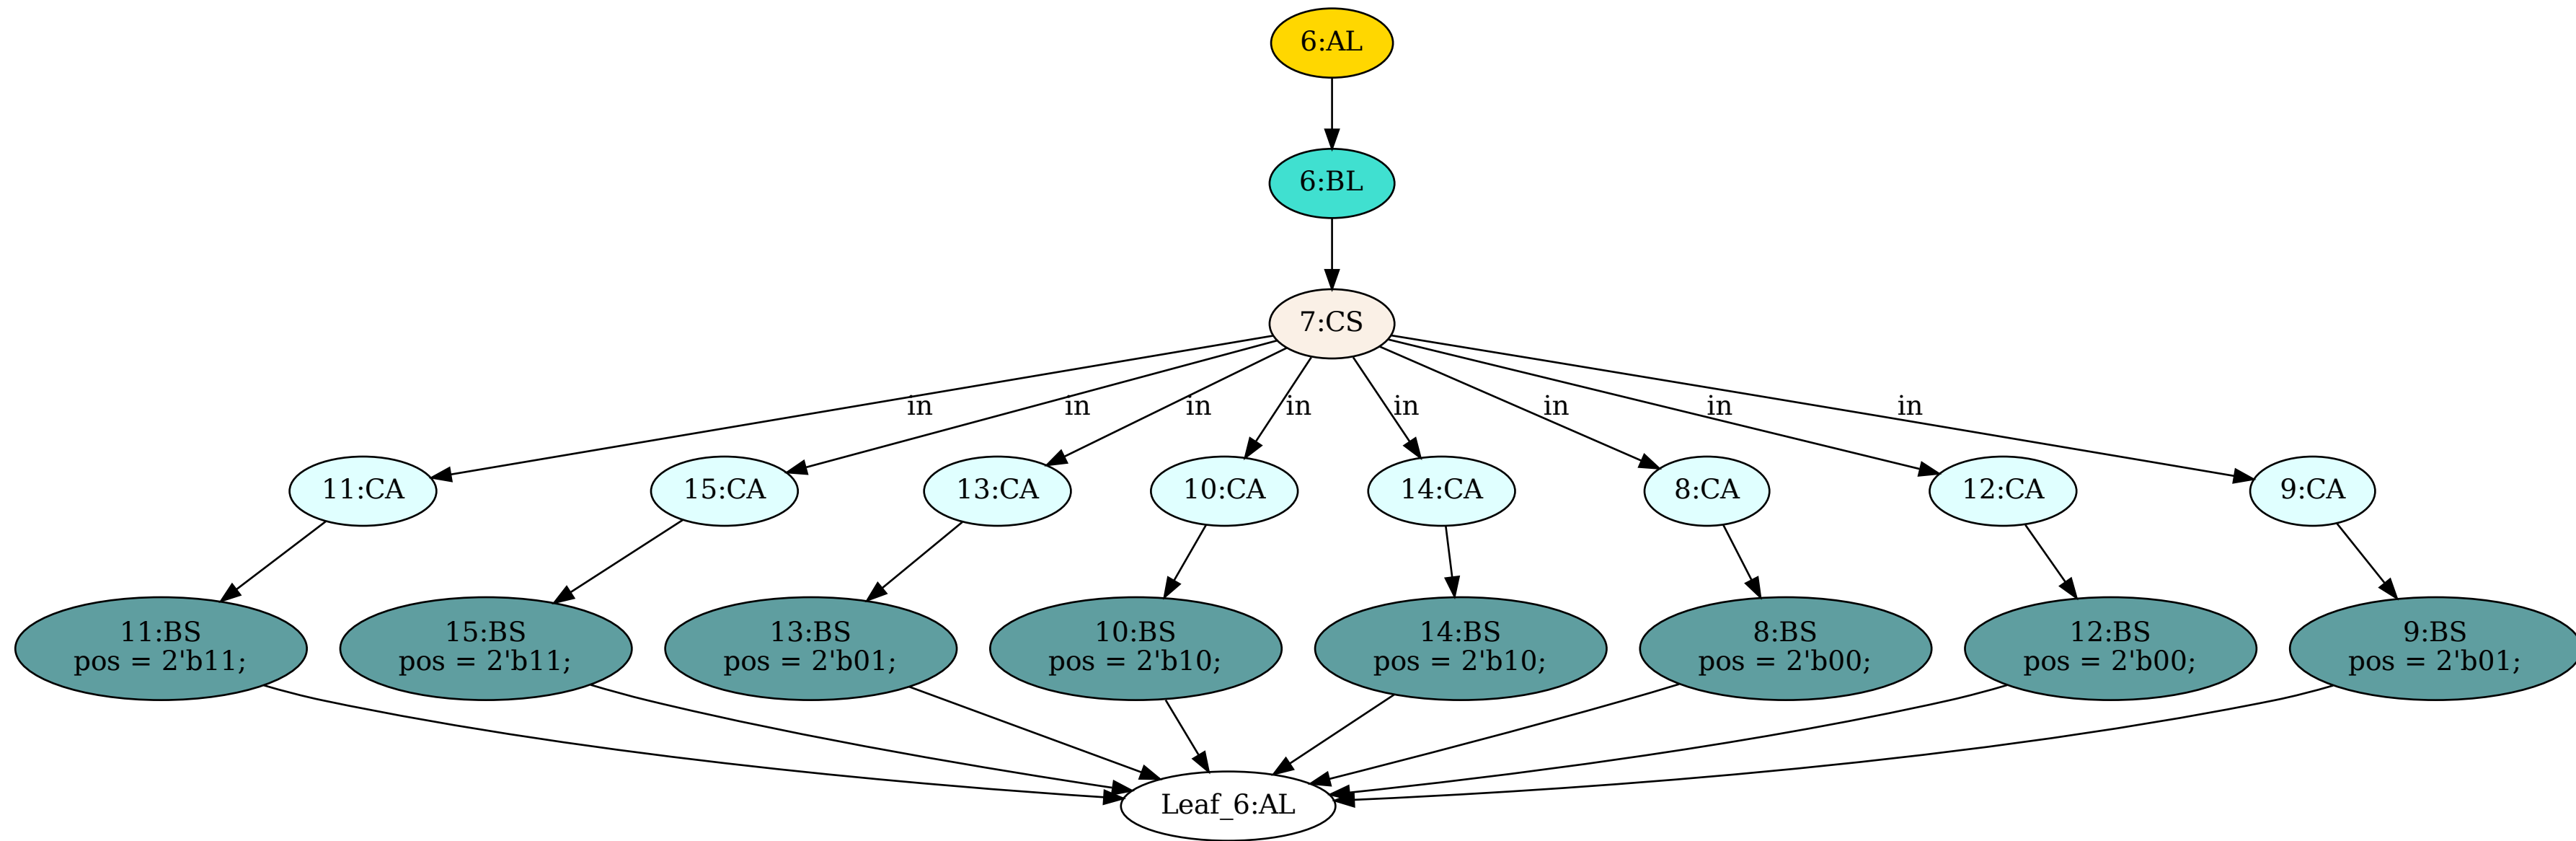 6:AL
6:BL
7:CS
in
in
in
in
in
in
in
in
11:CA
15:CA
13:CA
10:CA
14:CA
8:CA
12:CA
9:CA
11:BS
pos = 2'b11;
15:BS
pos = 2'b11;
13:BS
pos = 2'b01;
10:BS
pos = 2'b10;
14:BS
pos = 2'b10;
8:BS
pos = 2'b00;
12:BS
pos = 2'b00;
9:BS
pos = 2'b01;
Leaf_6:AL